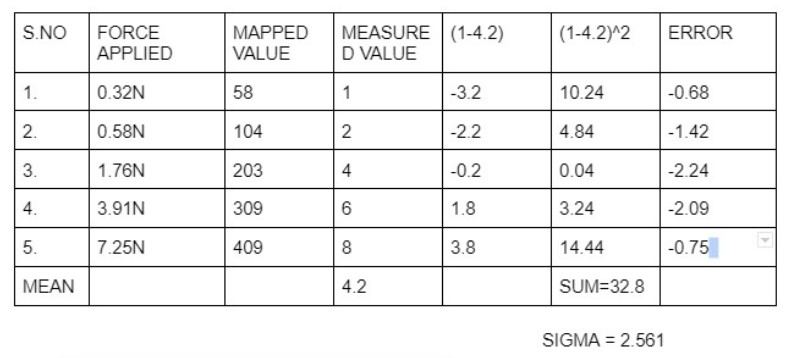 S.NO FORCE APPLIED MAPPED VALUE MEASURE D VALUE (1-4.2) (1-4.2)^2 ERROR
1. 0.32N 58 1 -3.2 10.24 -0.68
2. 0.58N 104 2 -2.2 4.84 -1.42
3. 1.76N 203 4 -0.2 0.04 -2.24
4. 3.91N 309 6 1.8 3.24 -2.09
5. 7.25N 409 8 3.8 14.44 -0.75
MEAN 4.2 SUM=32.8
SIGMA = 2.561